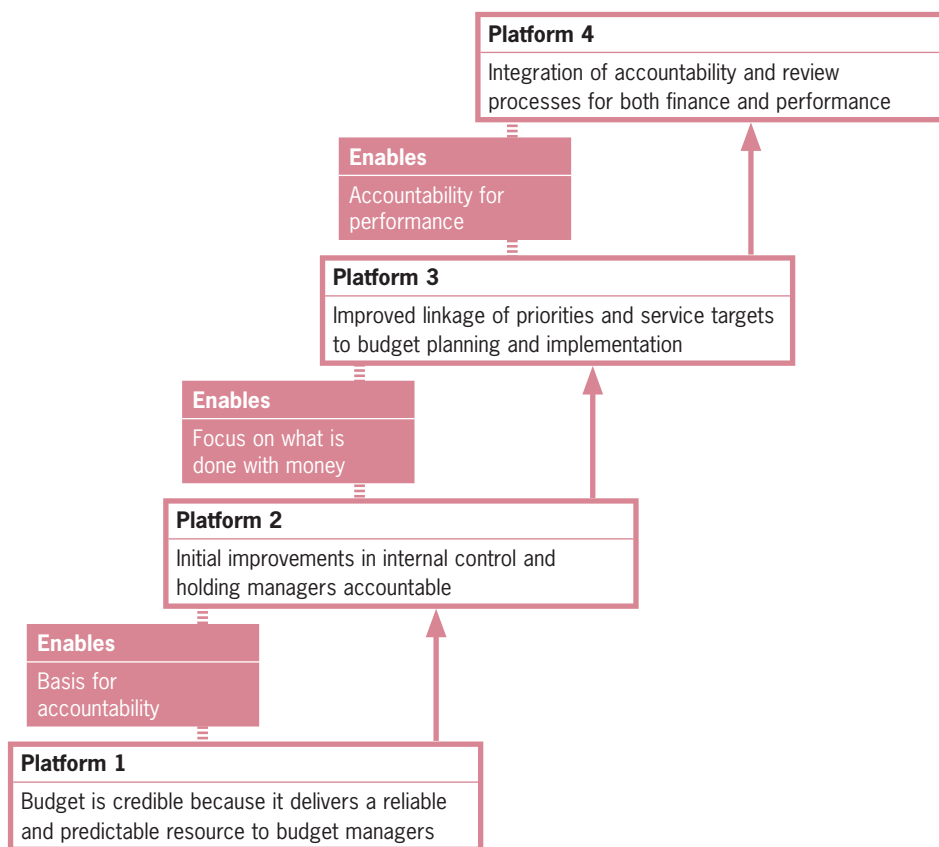 Platform 4
Integration of accountability and review
processes for both finance and performance
Enables
Accountability for
performance
Platform 3
Improved linkage of priorities and service targets
to budget planning and implementation
Enables
Focus on what is
done with money
Platform 2
Initial improvements in internal control and
holding managers accountable
Enables
Basis for
accountability
Platform 1
Budget is credible because it delivers a reliable
and predictable resource to budget managers